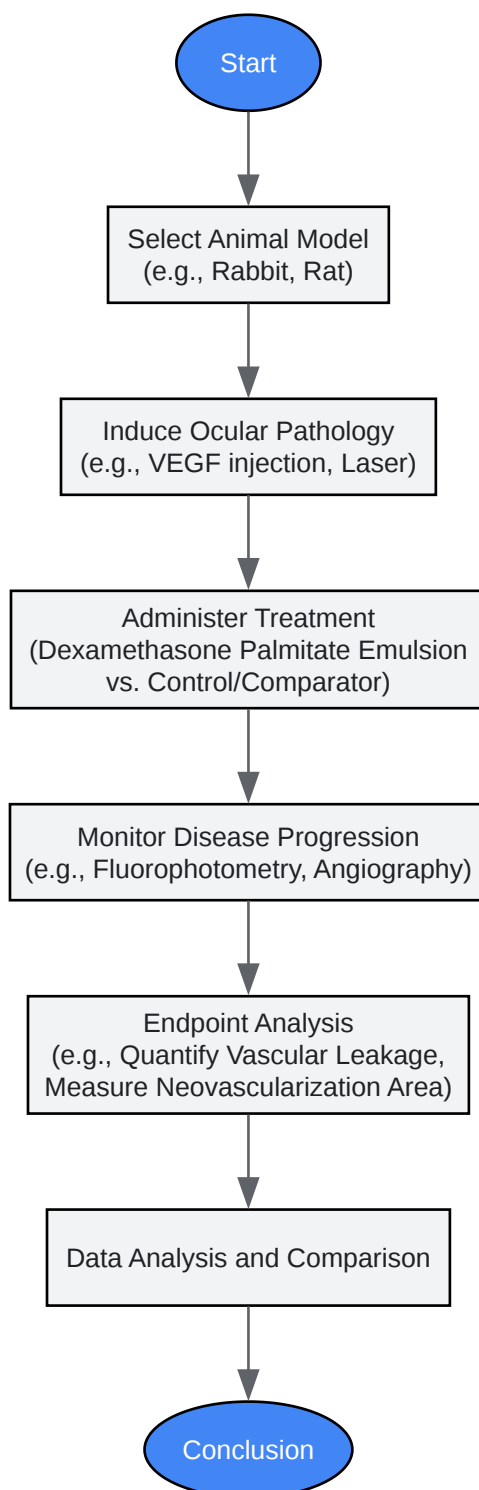 Start
Select Animal Model
(e.g., Rabbit, Rat)
Induce Ocular Pathology
(e.g., VEGF injection, Laser)
Administer Treatment
(Dexamethasone Palmitate Emulsion
vs. Control/Comparator)
Monitor Disease Progression
(e.g., Fluorophotometry, Angiography)
Endpoint Analysis
(e.g., Quantify Vascular Leakage,
Measure Neovascularization Area)
Data Analysis and Comparison
Conclusion